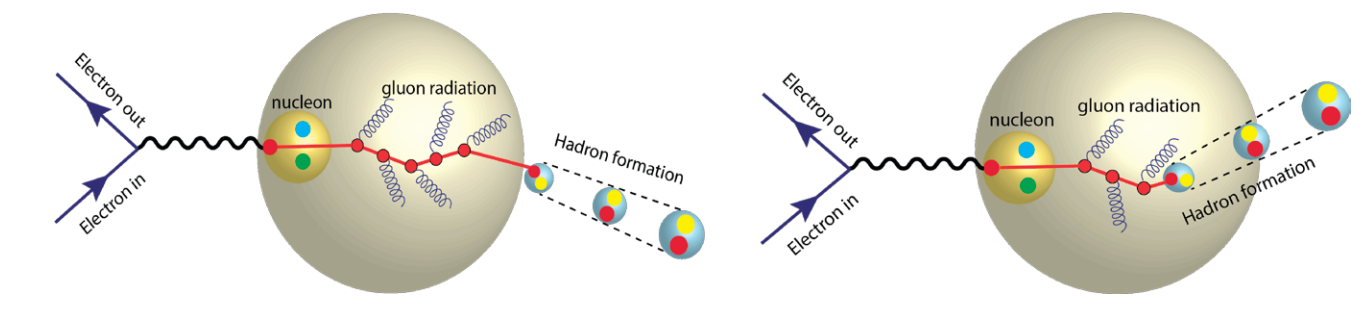 Electron out
Electron in
nucleon
gluon radiation
Hadron formation
Electron out
Electron in
nucleon
gluon radiation
Hadron formation